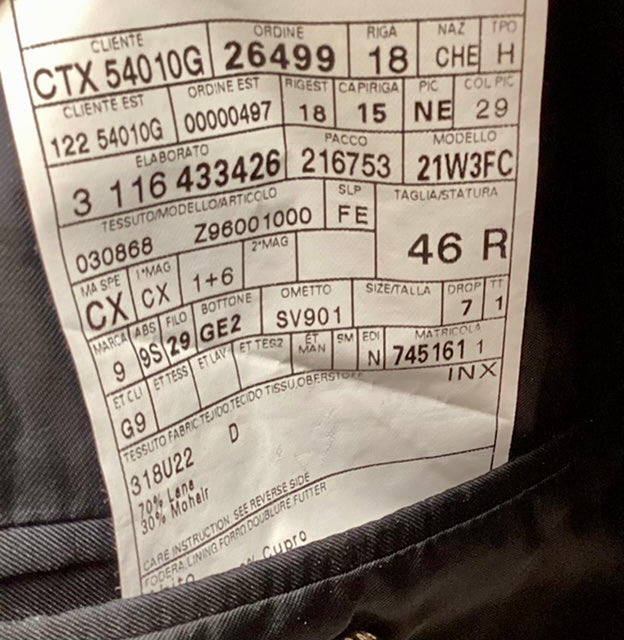 CLIENTE ORDINE RIGA NAZ TPO
CTX 54010G 26499 18 CHE H
CLIENTE EST ORDINE EST RIGEST CAPIRIGA PIC COL PIC
122 54010G 00000497 18 15 NE 29
ELABORATO PACCO MODELLO
3 116 433426 216753 21W3FC
TESSUTO/MODELLO/ARTICOLO SLP TAGLIA/STATURA
030868 Z96001000 FE 46 R
MA SPE 1*MAG 2*MAG
CX CX 1+6
MARCA ABS FILO BOTTONE OMETTO SIZE/TALLA DROP TT
9 9S 29 GE2 SV901 7 1
ET CLI ET TESS ET LAV ET TES2 ET MAN SM EDI MATRICOLA
G9 N 745161 1
TESSUTO FABRIC TEJIDO TECIDO TISSU OBERSTOFF INX
318U22 D
70% Lana
30% Mohair
CARE INSTRUCTION SEE REVERSE SIDE
FODERA LINING FORRO DOUBLURE FUTTER
Cupro